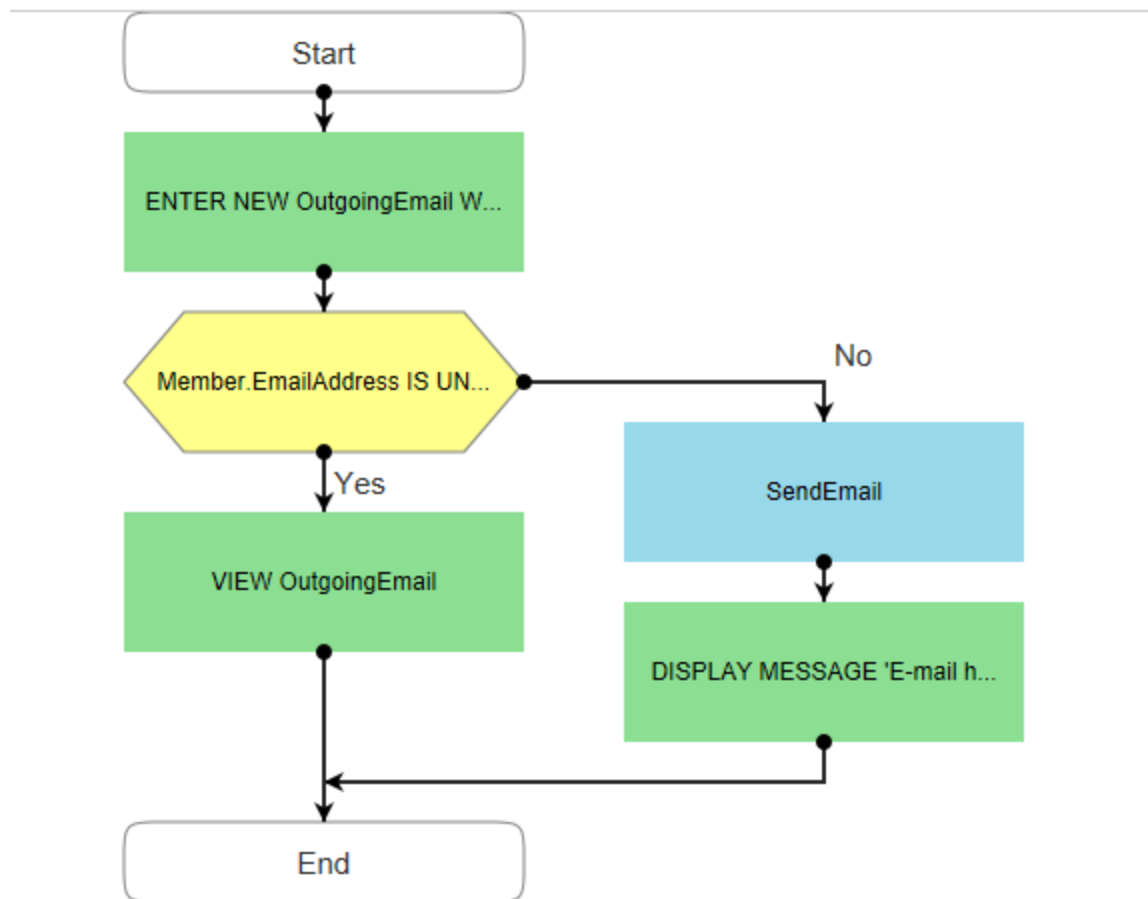 Start
ENTER NEW OutgoingEmail W...
Member.EmailAddress IS UN...
No
Yes
SendEmail
VIEW OutgoingEmail
DISPLAY MESSAGE 'E-mail h...
End